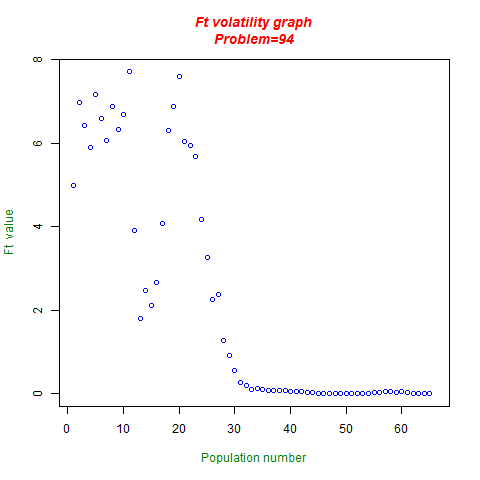 Ft volatility graph
Problem=94
8
6
4
2
0
Ft value
0 10 20 30 40 50 60
Population number